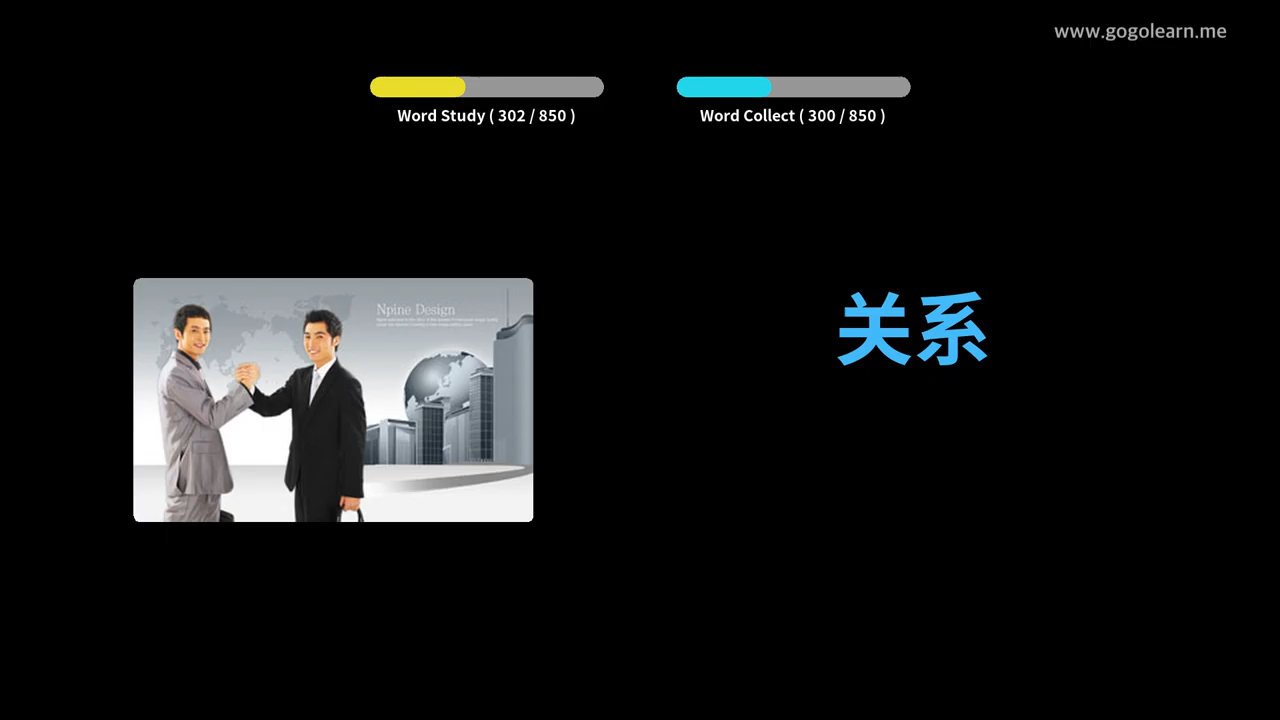 www.gogolearn.me
Word Study ( 302 / 850 )
Word Collect ( 300 / 850 )
Npine Design
关系